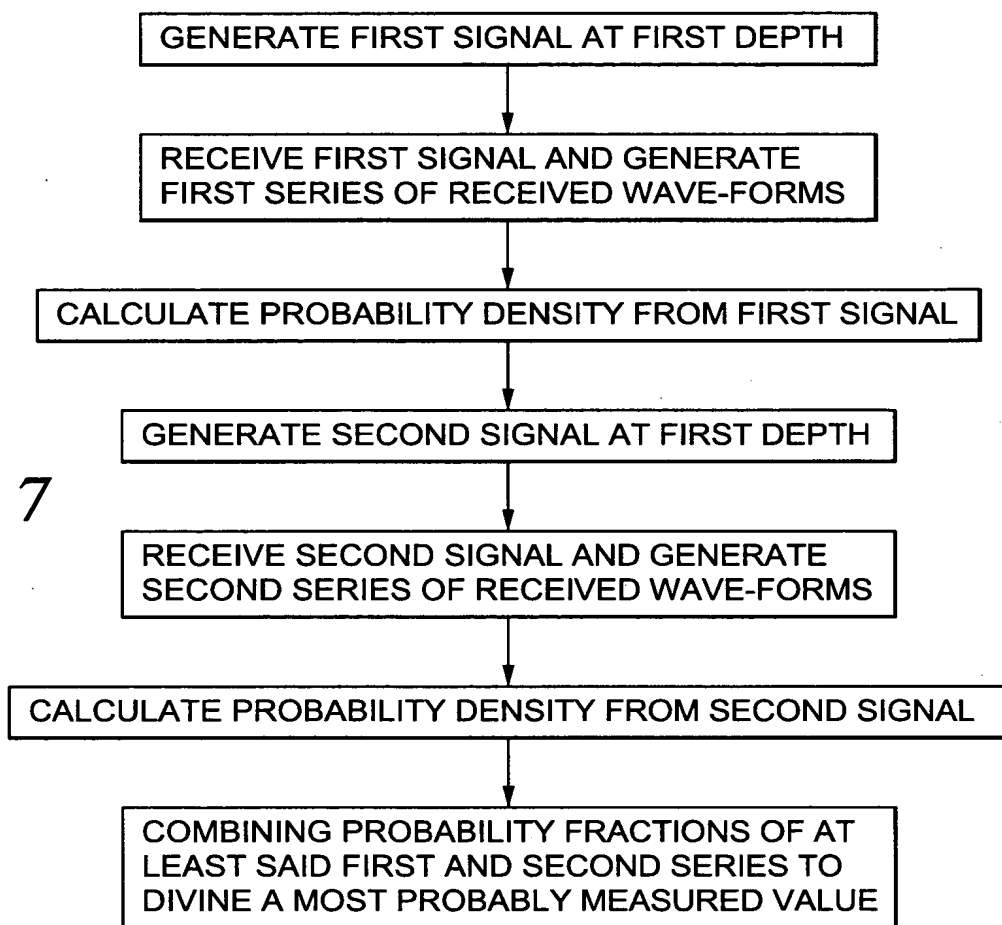 GENERATE FIRST SIGNAL AT FIRST DEPTH
RECEIVE FIRST SIGNAL AND GENERATE
FIRST SERIES OF RECEIVED WAVE-FORMS
CALCULATE PROBABILITY DENSITY FROM FIRST SIGNAL
GENERATE SECOND SIGNAL AT FIRST DEPTH
7
RECEIVE SECOND SIGNAL AND GENERATE
SECOND SERIES OF RECEIVED WAVE-FORMS
CALCULATE PROBABILITY DENSITY FROM SECOND SIGNAL
COMBINING PROBABILITY FRACTIONS OF AT
LEAST SAID FIRST AND SECOND SERIES TO
DIVINE A MOST PROBABLY MEASURED VALUE